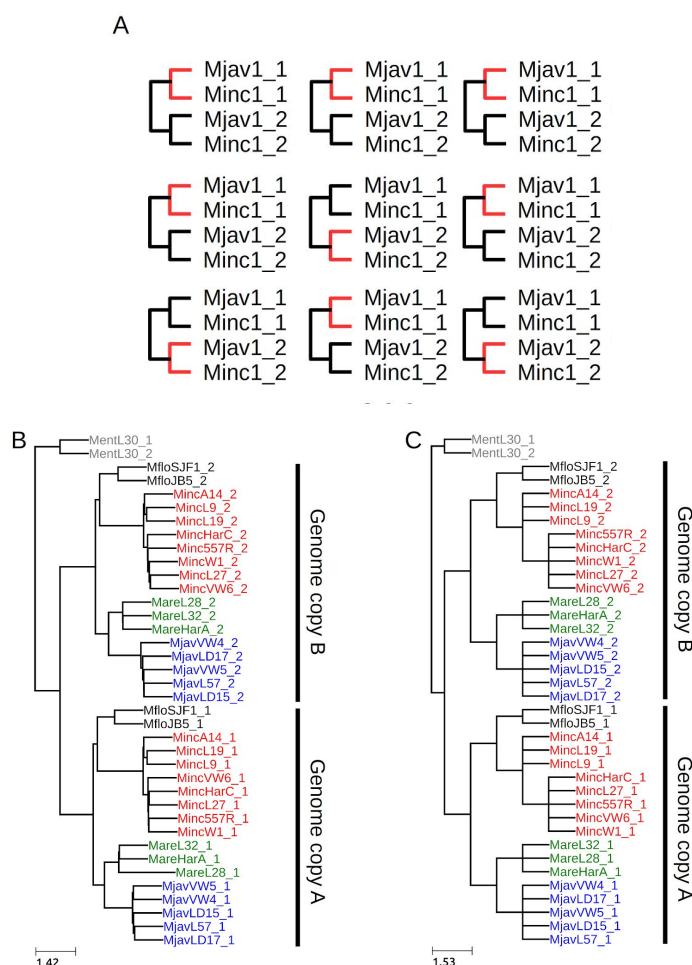 A
Mjav1_1 Mjav1_1 Mjav1_1
Minc1_1 Minc1_1 Minc1_1
Mjav1_2 Mjav1_2 Mjav1_2
Minc1_2 Minc1_2 Minc1_2
Mjav1_1 Mjav1_1 Mjav1_1
Minc1_1 Minc1_1 Minc1_1
Mjav1_2 Mjav1_2 Mjav1_2
Minc1_2 Minc1_2 Minc1_2
Mjav1_1 Mjav1_1 Mjav1_1
Minc1_1 Minc1_1 Minc1_1
Mjav1_2 Mjav1_2 Mjav1_2
Minc1_2 Minc1_2 Minc1_2
B
MentL30_1
MentL30_2
MfloSJF1_2
MfloJB5_2
MincA14_2
MincL9_2
MincL19_2
MincHarC_2
Minc557R_2
MincW1_2
MincL27_2
MincVW6_2
MareL28_2
MareL32_2
MareHarA_2
MjavVW4_2
MjavLD17_2
MjavVW5_2
MjavL57_2
MjavLD15_2
Genome copy B
MfloSJF1_1
MfloJB5_1
MincA14_1
MincL19_1
MincL9_1
MincVW6_1
MincHarC_1
MincL27_1
Minc557R_1
MincW1_1
MareL32_1
MareHarA_1
MareL28_1
MjavVW5_1
MjavVW4_1
MjavLD15_1
MjavL57_1
MjavLD17_1
Genome copy A
1.42
C
MentL30_1
MentL30_2
MfloSJF1_2
MfloJB5_2
MincA14_2
MincL19_2
MincL9_2
Minc557R_2
MincHarC_2
MincW1_2
MincL27_2
MincVW6_2
MareL28_2
MareHarA_2
MareL32_2
MjavVW4_2
MjavVW5_2
MjavLD15_2
MjavL57_2
MjavLD17_2
Genome copy B
MfloSJF1_1
MfloJB5_1
MincA14_1
MincL19_1
MincL9_1
MincHarC_1
MincL27_1
Minc557R_1
MincVW6_1
MincW1_1
MareL32_1
MareL28_1
MareHarA_1
MjavVW4_1
MjavLD17_1
MjavVW5_1
MjavLD15_1
MjavL57_1
Genome copy A
1.53